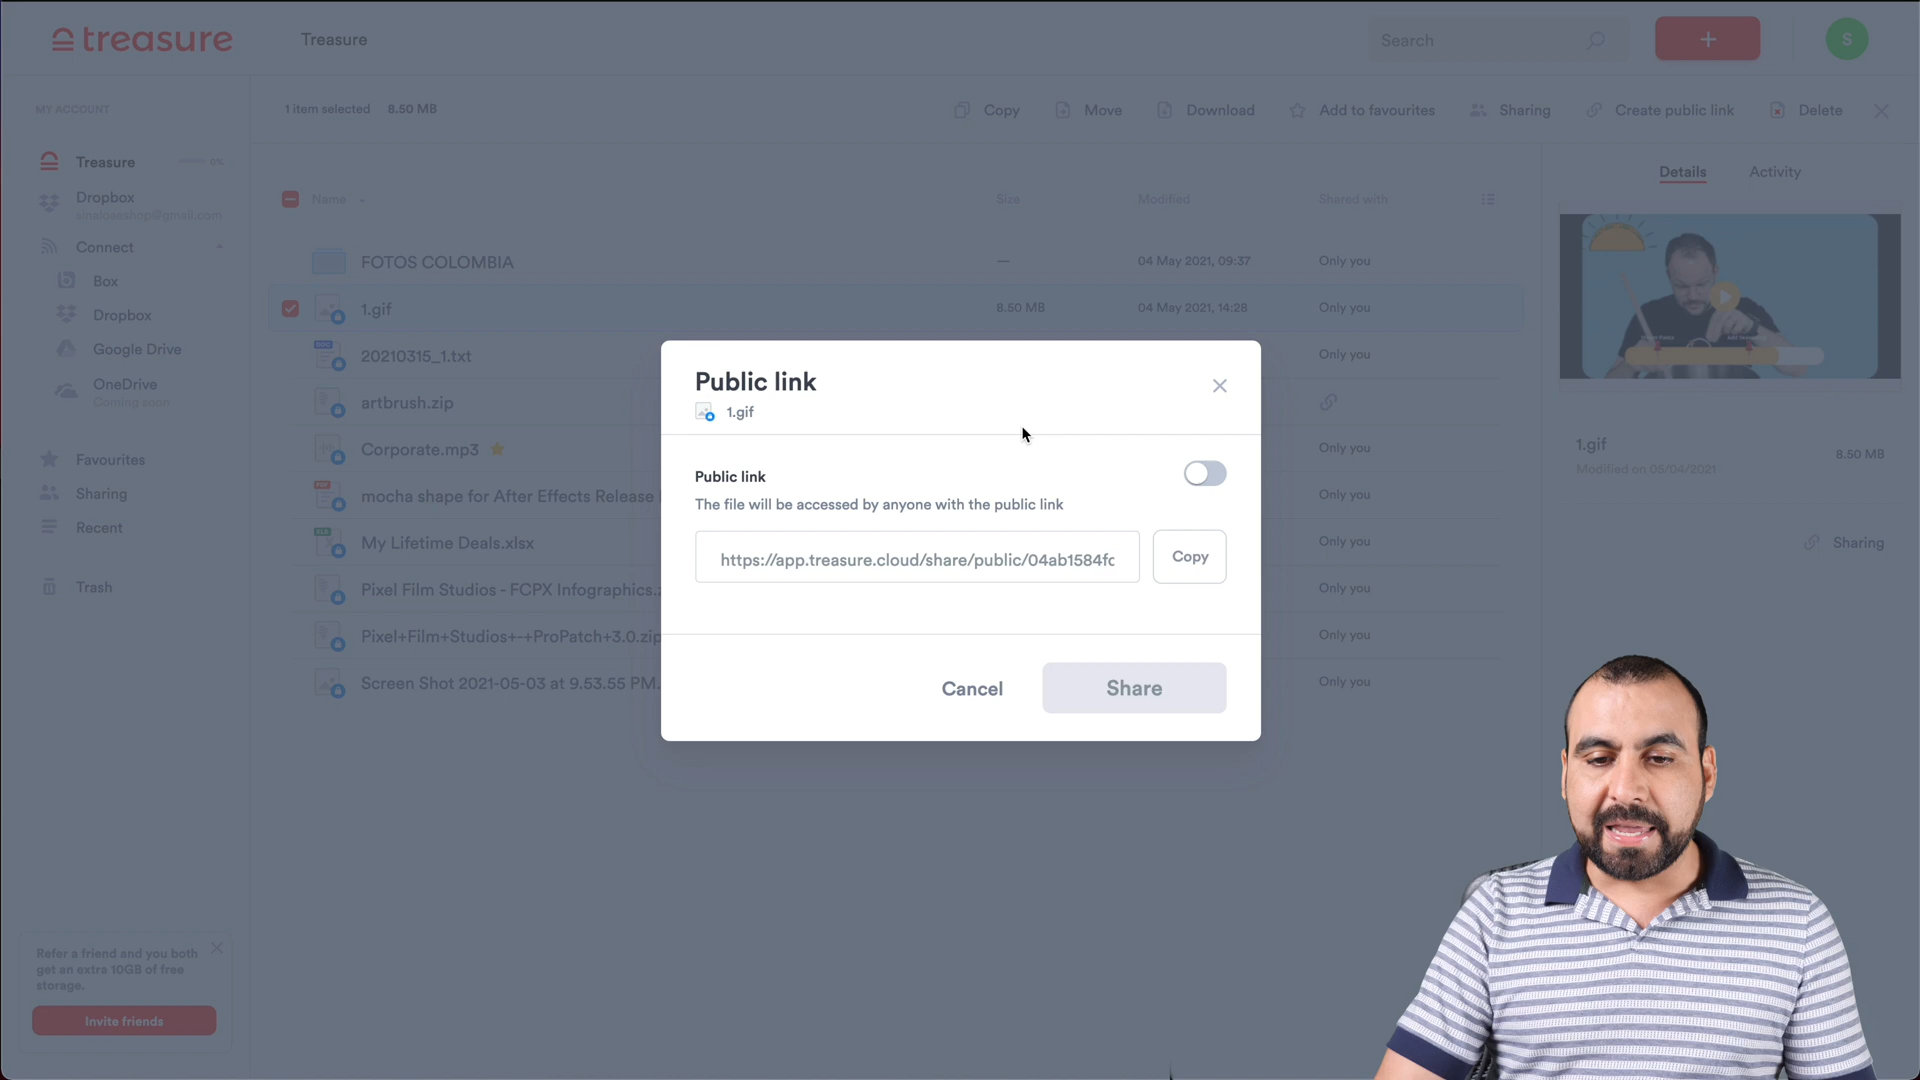 treasure
Treasure
Search
S
MY ACCOUNT
1 item selected 8.50 MB
Copy Move Download Add to favourites Sharing Create public link Delete
Treasure 0%
Dropbox
Connect
Box
Dropbox
Google Drive
OneDrive
Coming soon
Favourites
Sharing
Recent
Trash
Refer a friend and you both
get an extra 10GB of free
storage.
Invite friends
Name Size Modified Shared with
FOTOS COLOMBIA — 04 May 2021, 09:37 Only you
1.gif 8.50 MB 04 May 2021, 14:28 Only you
20210315_1.txt Only you
artbrush.zip
Corporate.mp3 Only you
mocha shape for After Effects Release Only you
My Lifetime Deals.xlsx Only you
Pixel Film Studios - FCPX Infographics. Only you
Pixel+Film+Studios+-+ProPatch+3.0.zip Only you
Screen Shot 2021-05-03 at 9.53.55 PM. Only you
Public link
1.gif
Public link
The file will be accessed by anyone with the public link
https://app.treasure.cloud/share/public/04ab1584fc
Copy
Cancel Share
Details Activity
1.gif
8.50 MB
Modified on 05/04/2021
Sharing